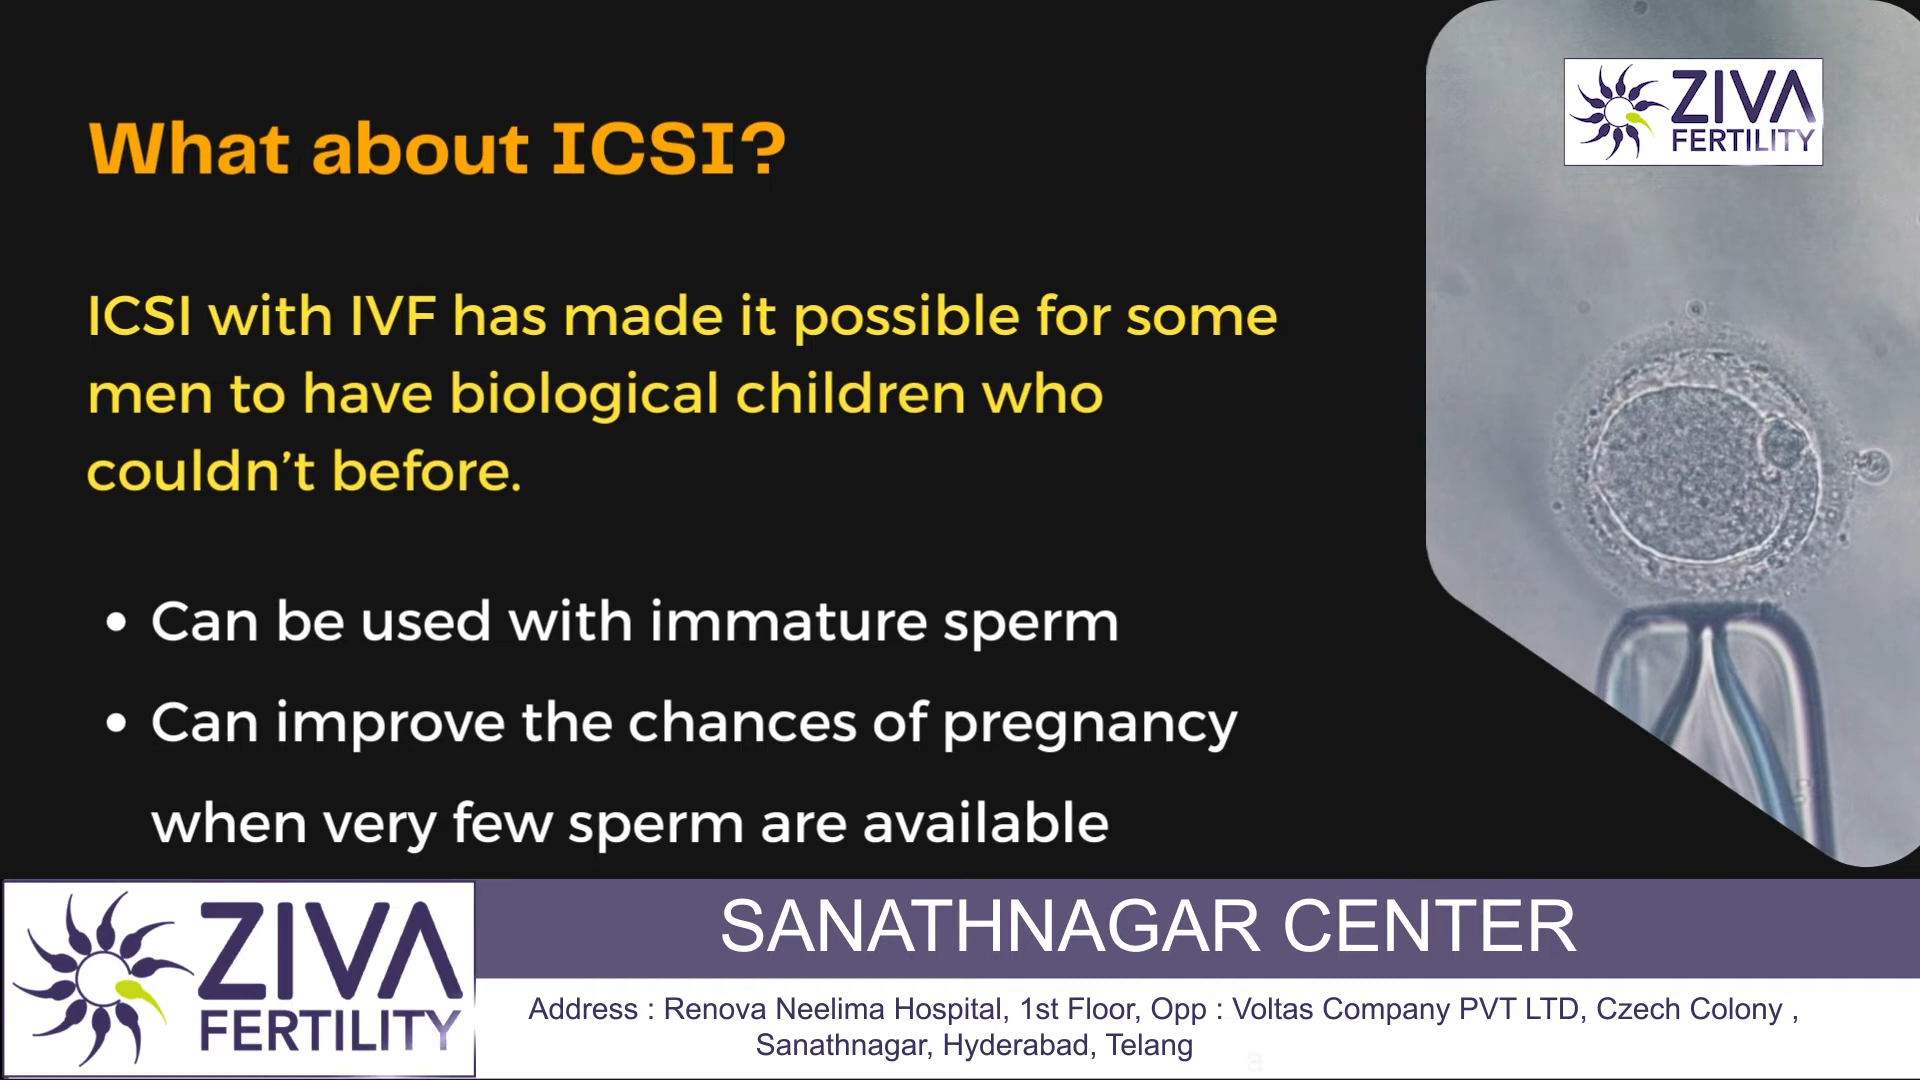 ZIVA
FERTILITY
What about ICSI?
ICSI with IVF has made it possible for some
men to have biological children who
couldn’t before.
• Can be used with immature sperm
• Can improve the chances of pregnancy
when very few sperm are available
ZIVA
FERTILITY
SANATHNAGAR CENTER
Address : Renova Neelima Hospital, 1st Floor, Opp : Voltas Company PVT LTD, Czech Colony ,
Sanathnagar, Hyderabad, Telang a